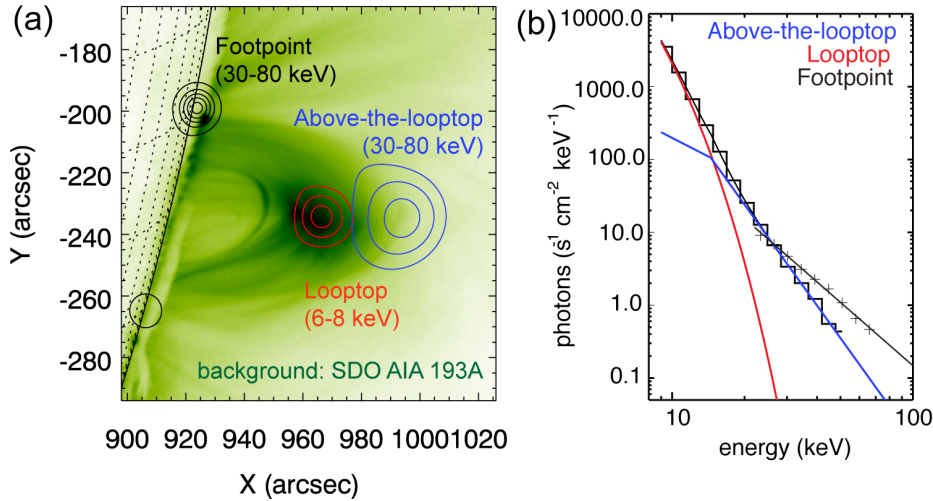 (a)
Footpoint
(30-80 keV)
Above-the-looptop
(30-80 keV)
Looptop
(6-8 keV)
background: SDO AIA 193A
Y (arcsec)
-180
-200
-220
-240
-260
-280
900 920 940 960 980 1000 1020
X (arcsec)
(b)
Above-the-looptop
Looptop
Footpoint
photons (s¹ cm⁻² keV⁻¹)
10000.0
1000.0
100.0
10.0
1.0
0.1
10 100
energy (keV)